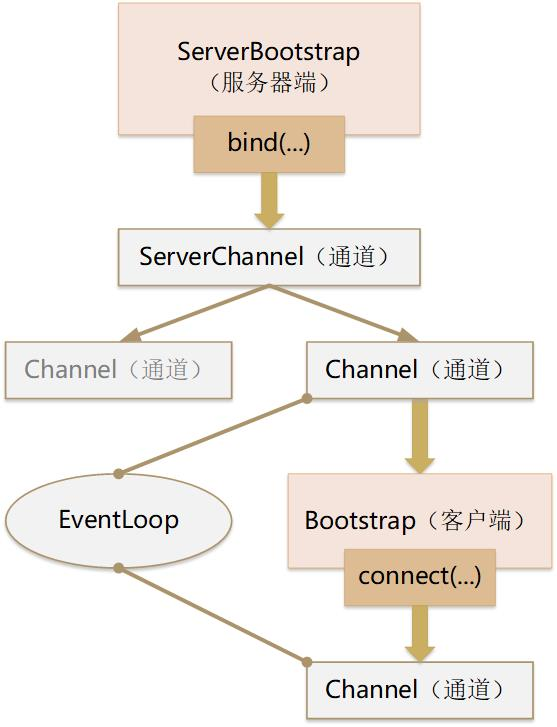 ServerBootstrap
（服务器端）
bind(...)
ServerChannel（通道）
Channel（通道）
Channel（通道）
EventLoop
Bootstrap（客户端）
connect(...)
Channel（通道）